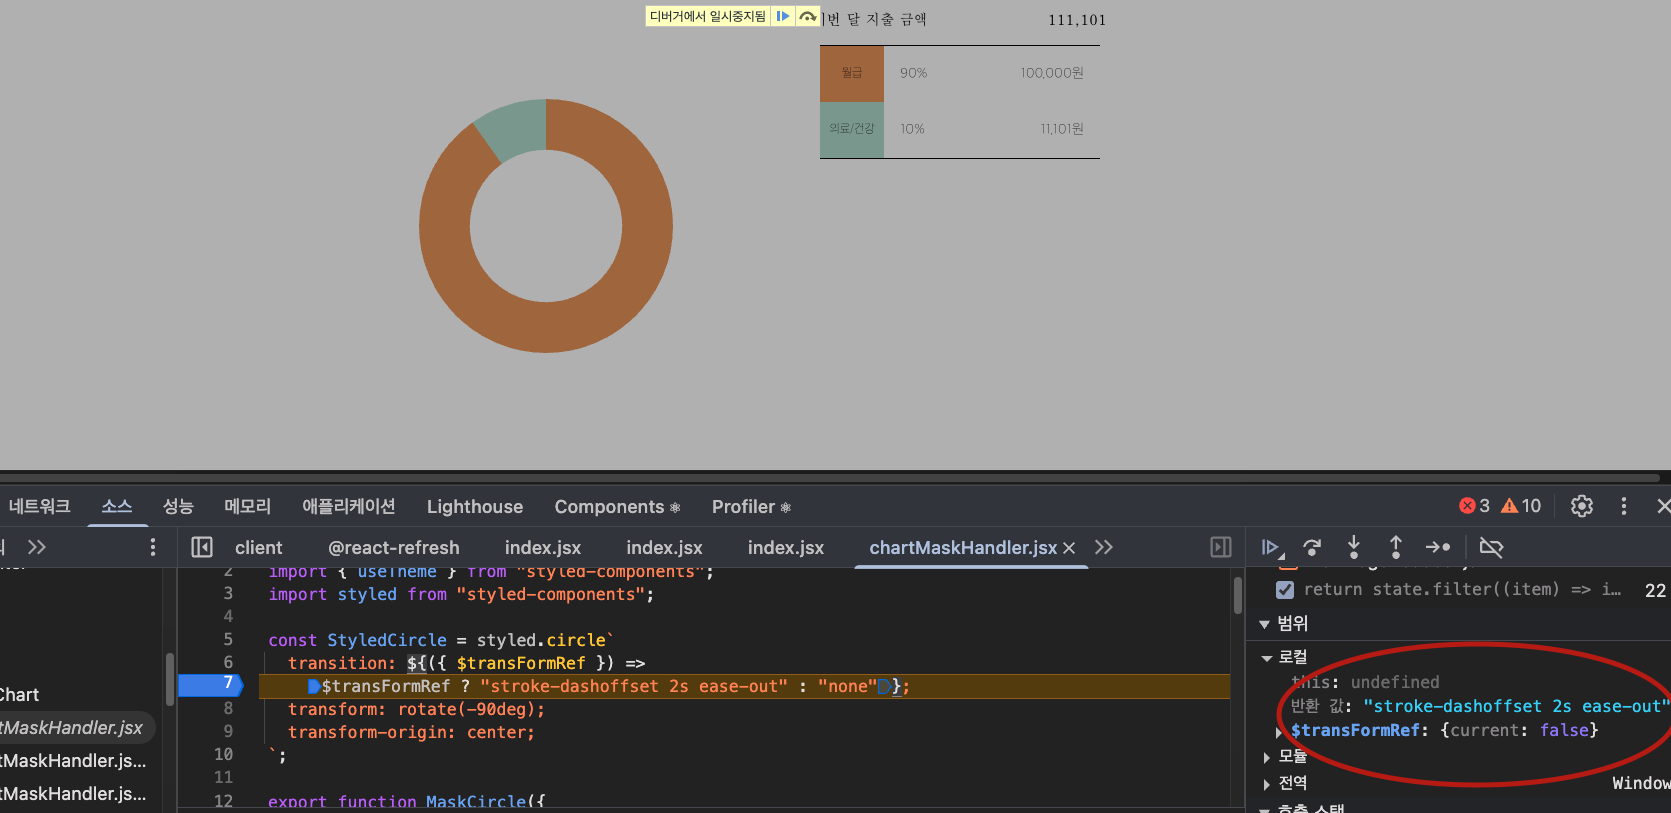 디버거에서 일시중지됨
이번 달 지출 금액 111,101
월급 90% 100,000원
의료/건강 10% 11,101원
네트워크 소스 성능 메모리 애플리케이션 Lighthouse Components Profiler 3 10
client @react-refresh index.jsx index.jsx index.jsx chartMaskHandler.jsx
2 import { useTheme } from "styled-components";
3 import styled from "styled-components";
4
5 const StyledCircle = styled.circle`
6 transition: ${({ $transFormRef }) =>
7 $transFormRef ? "stroke-dashoffset 2s ease-out" : "none" };
8 transform: rotate(-90deg);
9 transform-origin: center;
10 `;
11
12 export function MaskCircle({
Chart
tMaskHandler.jsx
tMaskHandler.js...
tMaskHandler.js...
return state.filter((item) => i... 22
범위
로컬
this: undefined
반환 값: "stroke-dashoffset 2s ease-out"
$transFormRef: {current: false}
모듈
전역 Window
호출 스택